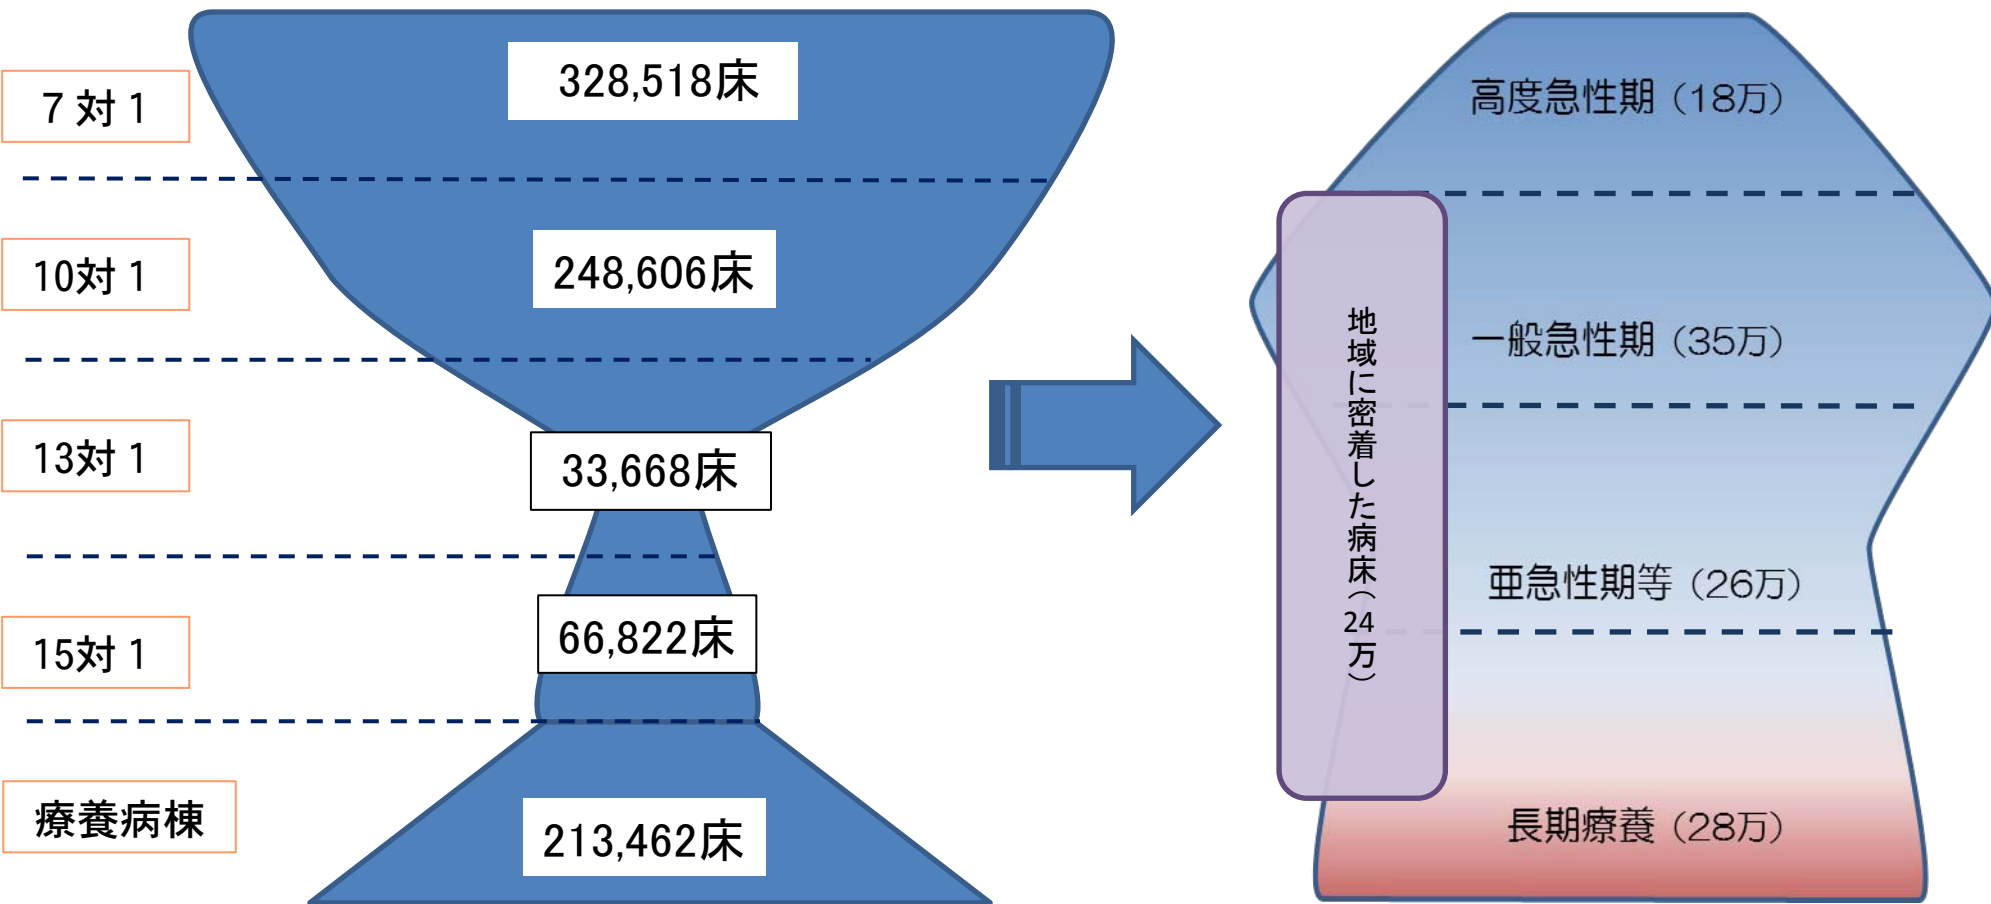 7対1
328,518床
10対1
248,606床
13対1
33,668床
15対1
66,822床
療養病棟
213,462床
高度急性期（18万）
一般急性期（35万）
亜急性期等（26万）
長期療養（28万）
地域に密着した病床（24万）